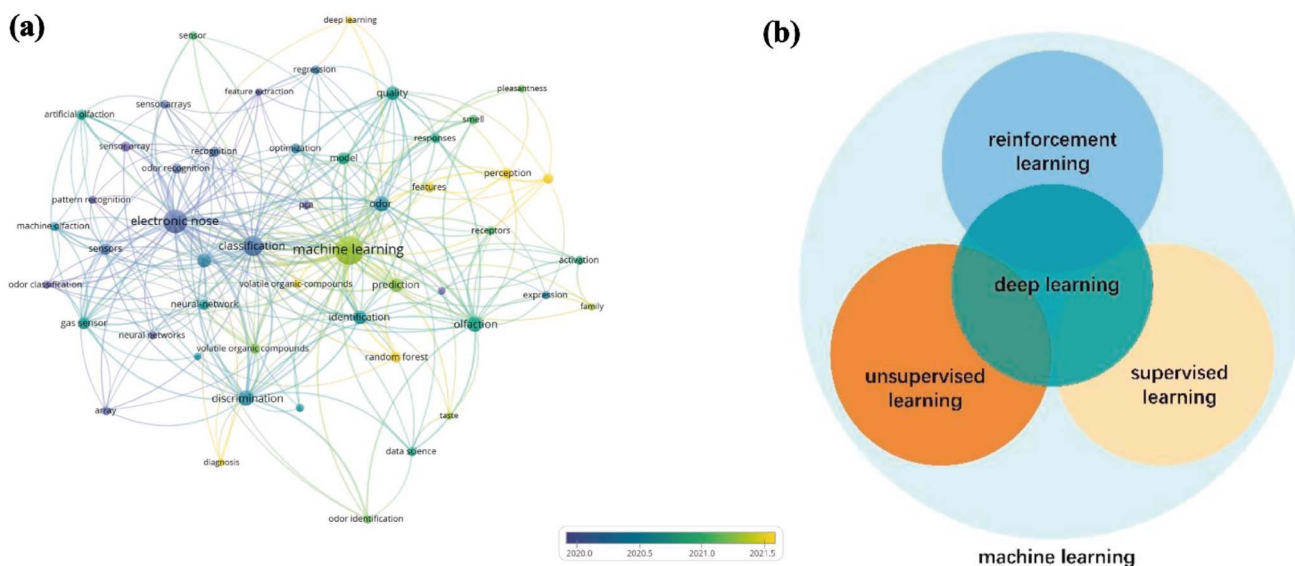 (a)
deep learning
sensor
regression
feature extraction
quality
pleasantness
sensor arrays
artificial olfaction
smell
responses
sensor array
recognition
optimization
model
odor recognition
perception
features
pattern recognition
pca
odor
electronic nose
machine olfaction
receptors
classification
machine learning
sensors
activation
odor classification
volatile organic-compounds
prediction
expression
family
neural-network
identification
gas sensor
olfaction
neural networks
volatile organic compounds
random forest
discrimination
array
taste
data science
diagnosis
odor identification
2020.0 2020.5 2021.0 2021.5
(b)
reinforcement
learning
deep learning
unsupervised
learning
supervised
learning
machine learning